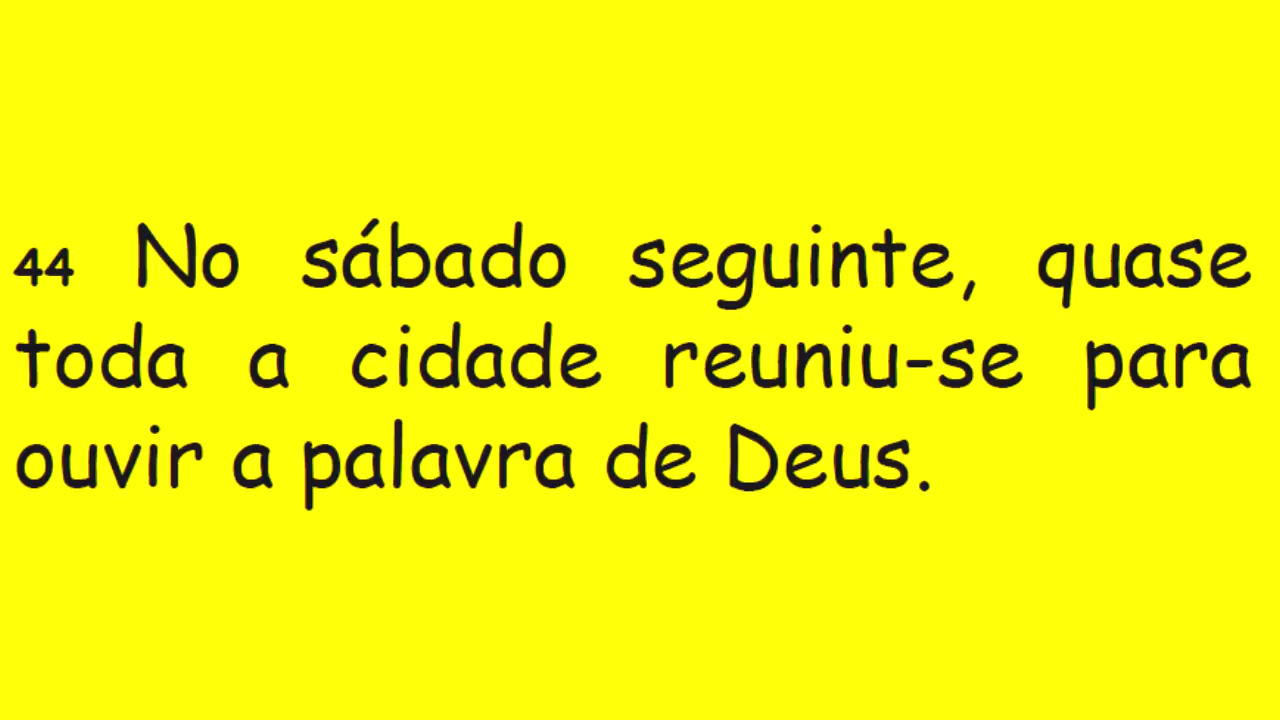 44 No sábado seguinte, quase
toda a cidade reuniu-se para
ouvir a palavra de Deus.